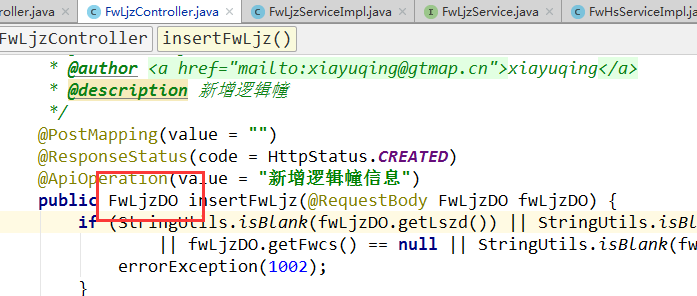 roller.java × FwLjzController.java × FwLjzServiceImpl.java × FwLjzService.java × FwHsServiceImpl.java
FwLjzController insertFwLjz()
* @author <a href="mailto:xiayuqing@gtmap.cn">xiayuqing</a>
* @description 新增逻辑幢
*/
@PostMapping(value = "")
@ResponseStatus(code = HttpStatus.CREATED)
@ApiOperation(value = "新增逻辑幢信息")
public FwLjzDO insertFwLjz(@RequestBody FwLjzDO fwLjzDO) {
if (StringUtils.isBlank(fwLjzDO.getLszd()) || StringUtils.isBl
|| fwLjzDO.getFwcs() == null || StringUtils.isBlank(fw
errorException(1002);
}